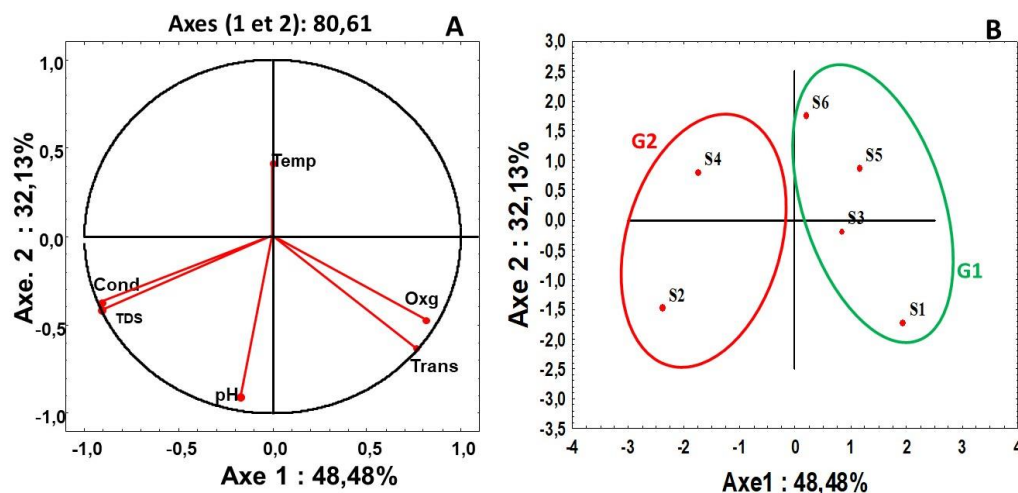 Axes (1 et 2): 80,61
A
1,0
0,5
0,0
-0,5
-1,0
Axe. 2 : 32,13%
Temp
Cond
TDS
Oxg
Trans
pH
-1,0 -0,5 0,0 0,5 1,0
Axe 1 : 48,48%
B
3,0
2,5
2,0
1,5
1,0
0,5
0,0
-0,5
-1,0
-1,5
-2,0
-2,5
-3,0
-3,5
Axe 2 : 32,13%
S6
G2
S4
S5
S3
G1
S2
S1
-4 -3 -2 -1 0 1 2 3 4
Axe1 : 48,48%